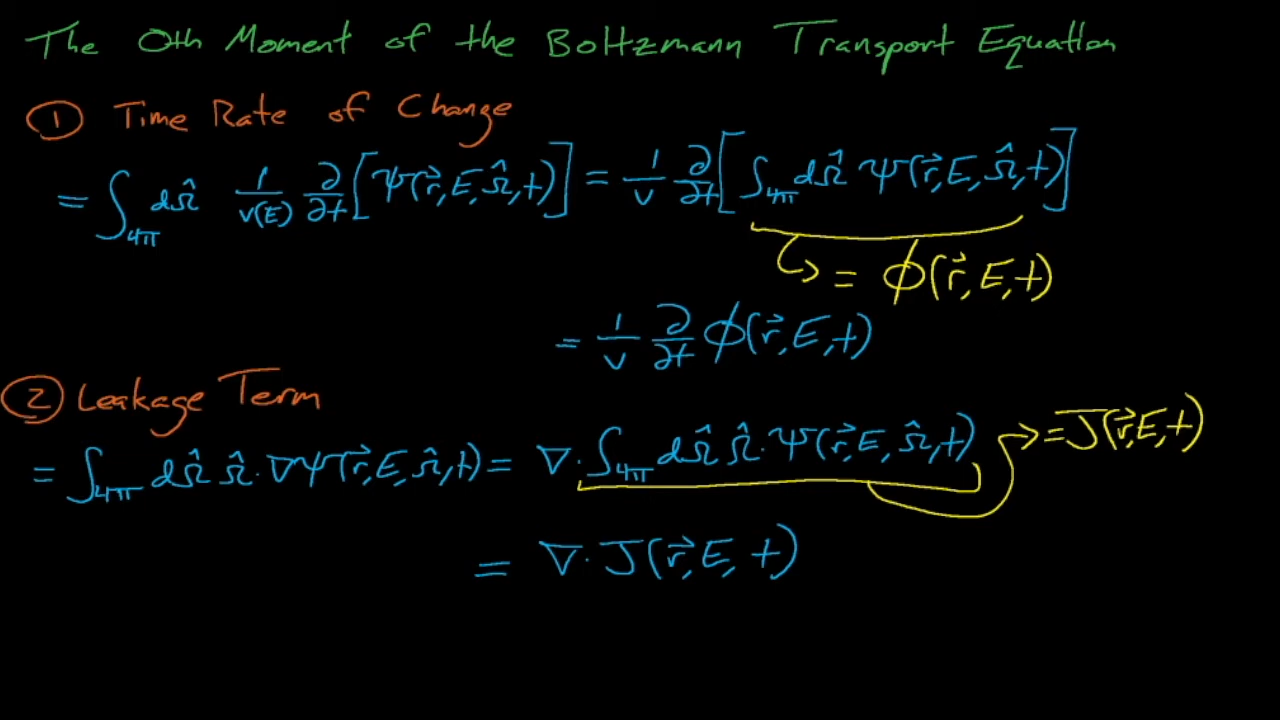 The 0th Moment of the Boltzmann Transport Equation
① Time Rate of Change
= ∫_{4π} dΩ̂ 1/v(E) ∂/∂t [Ψ(r⃗, E, Ω̂, t)] = 1/v ∂/∂t [∫_{4π} dΩ̂ Ψ(r⃗, E, Ω̂, t)]
↳ = ϕ(r⃗, E, t)
= 1/v ∂/∂t ϕ(r⃗, E, t)
② Leakage Term
= ∫_{4π} dΩ̂ Ω̂ · ∇Ψ(r⃗, E, Ω̂, t) = ∇ · ∫_{4π} dΩ̂ Ω̂ · Ψ(r⃗, E, Ω̂, t) → = J(r⃗, E, t)
= ∇ · J(r⃗, E, t)